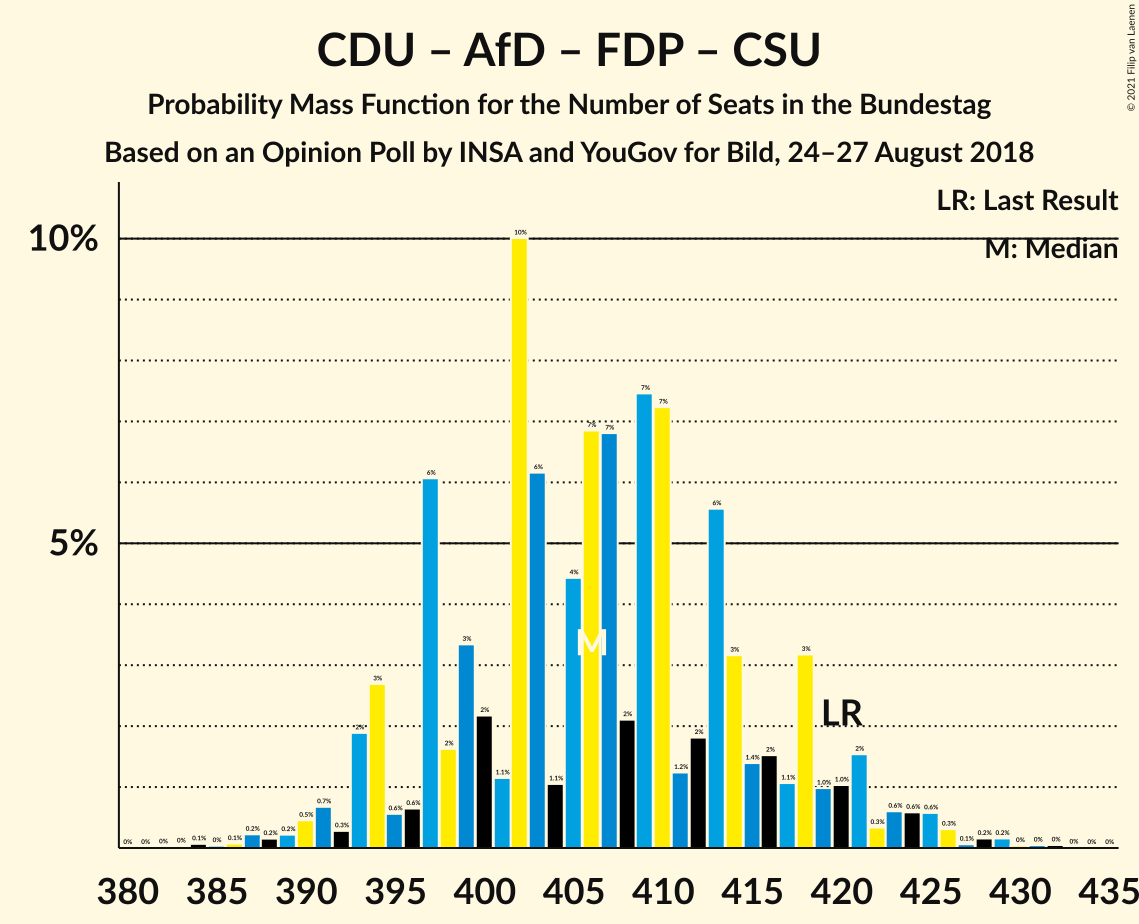 CDU – AfD – FDP – CSU
Probability Mass Function for the Number of Seats in the Bundestag
Based on an Opinion Poll by INSA and YouGov for Bild, 24–27 August 2018
© 2021 Filip van Laenen
LR: Last Result
M: Median
10%
5%
0% 0% 0% 0% 0.1% 0% 0.1% 0.2% 0.2% 0.2% 0.5% 0.7% 0.3% 2% 3% 0.6% 0.6% 6% 2% 3% 2% 1.1% 10% 6% 1.1% 4% 7% 7% 2% 7% 7% 1.2% 2% 6% 3% 1.4% 2% 1.1% 3% 1.0% 1.0% 2% 0.3% 0.6% 0.6% 0.6% 0.3% 0.1% 0.2% 0.2% 0% 0% 0% 0% 0% 0%
M
LR
380 385 390 395 400 405 410 415 420 425 430 435